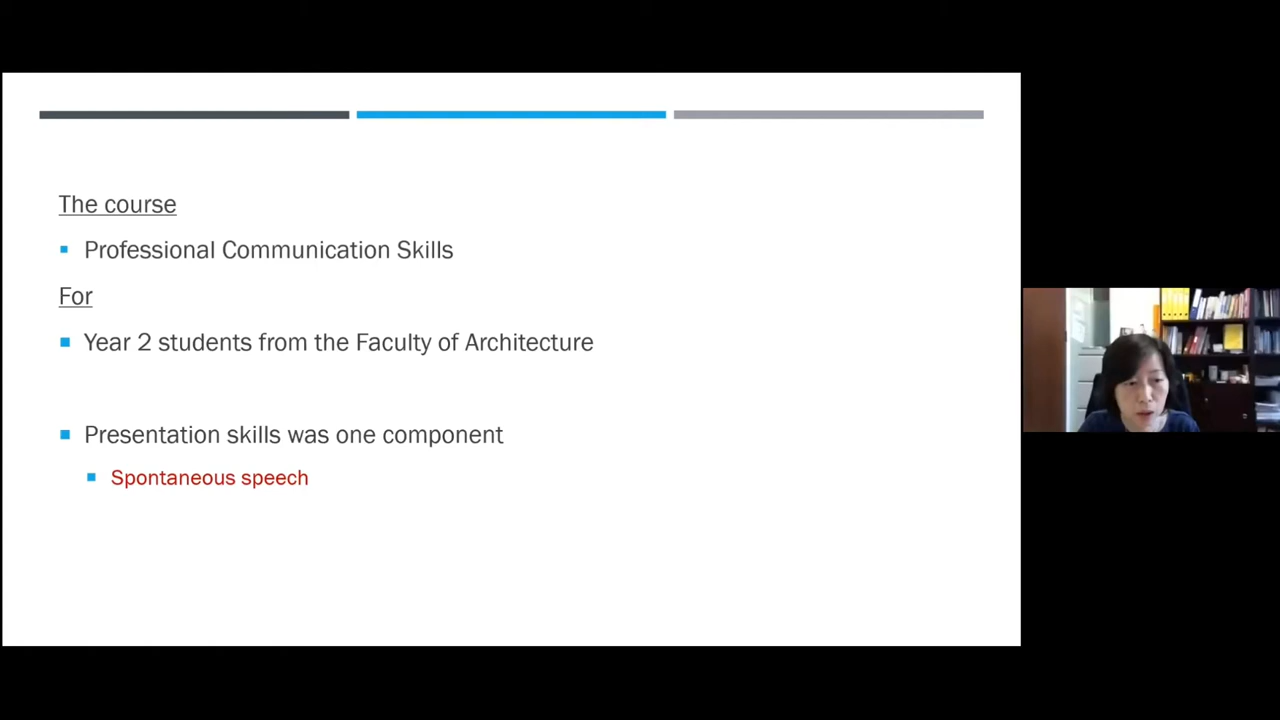 The course
Professional Communication Skills
For
Year 2 students from the Faculty of Architecture
Presentation skills was one component
Spontaneous speech